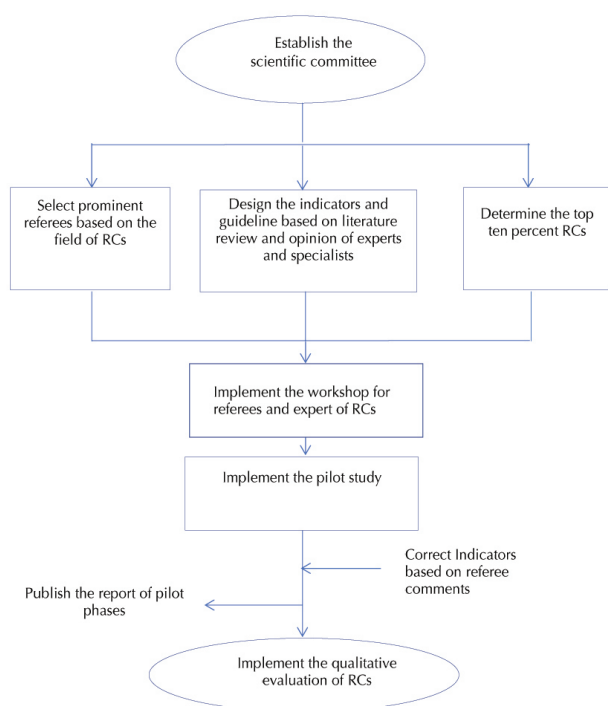 Establish the
scientific committee
Select prominent
referees based on the
field of RCs
Design the indicators and
guideline based on literature
review and opinion of experts
and specialists
Determine the top
ten percent RCs
Implement the workshop for
referees and expert of RCs
Implement the pilot study
Correct Indicators
based on referee
comments
Publish the report of pilot
phases
Implement the qualitative
evaluation of RCs